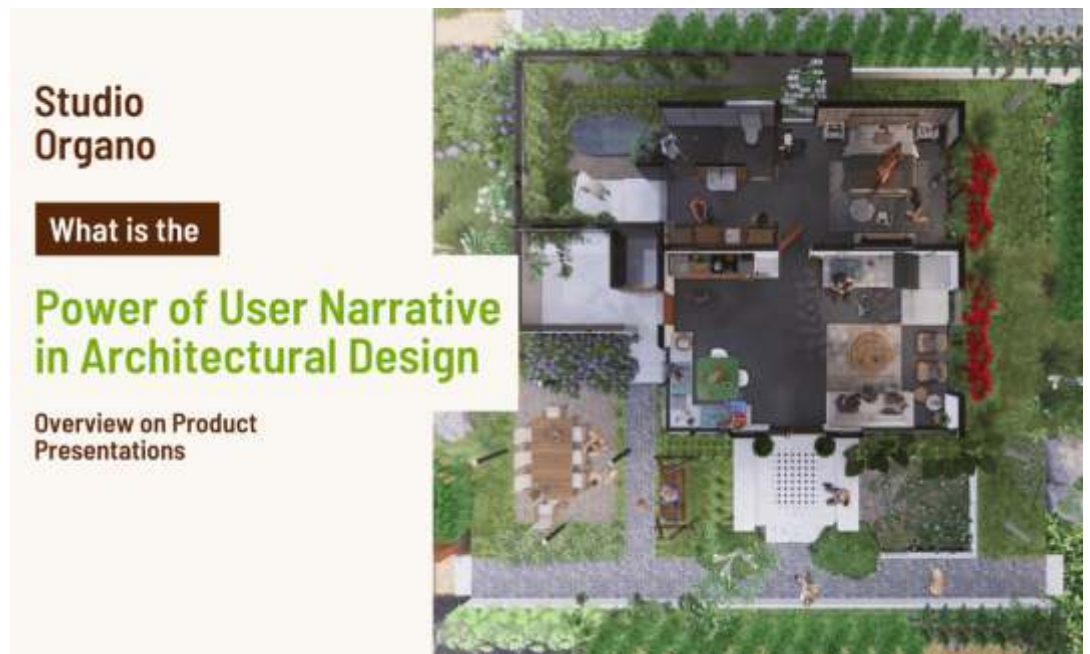 Studio
Organo
What is the
Power of User Narrative
in Architectural Design
Overview on Product
Presentations